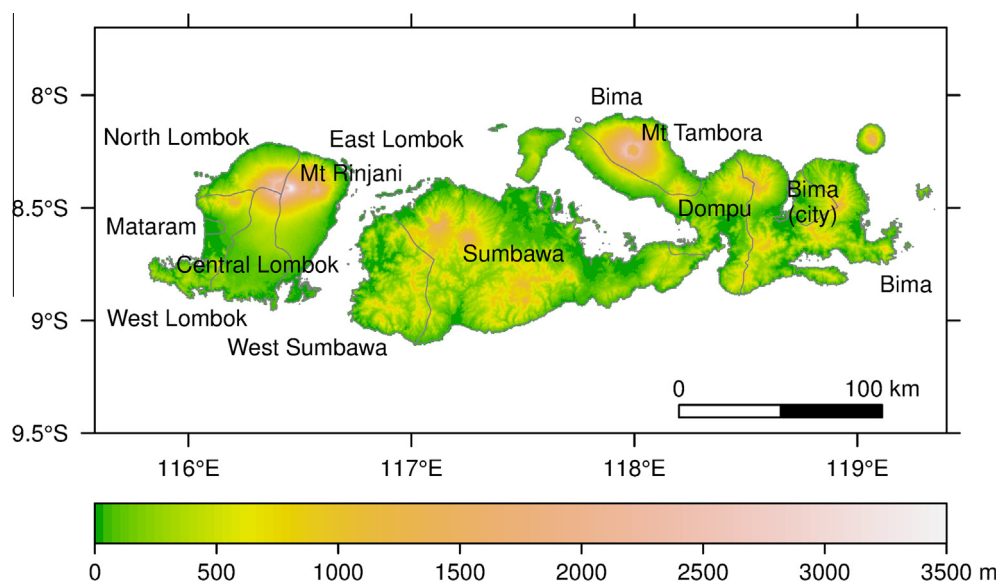 Bima
8°S
North Lombok
East Lombok
Mt Tambora
Mt Rinjani
Bima
(city)
8.5°S
Dompu
Mataram
Sumbawa
Central Lombok
Bima
9°S
West Lombok
West Sumbawa
0
100 km
9.5°S
116°E
117°E
118°E
119°E
0
500
1000
1500
2000
2500
3000
3500 m